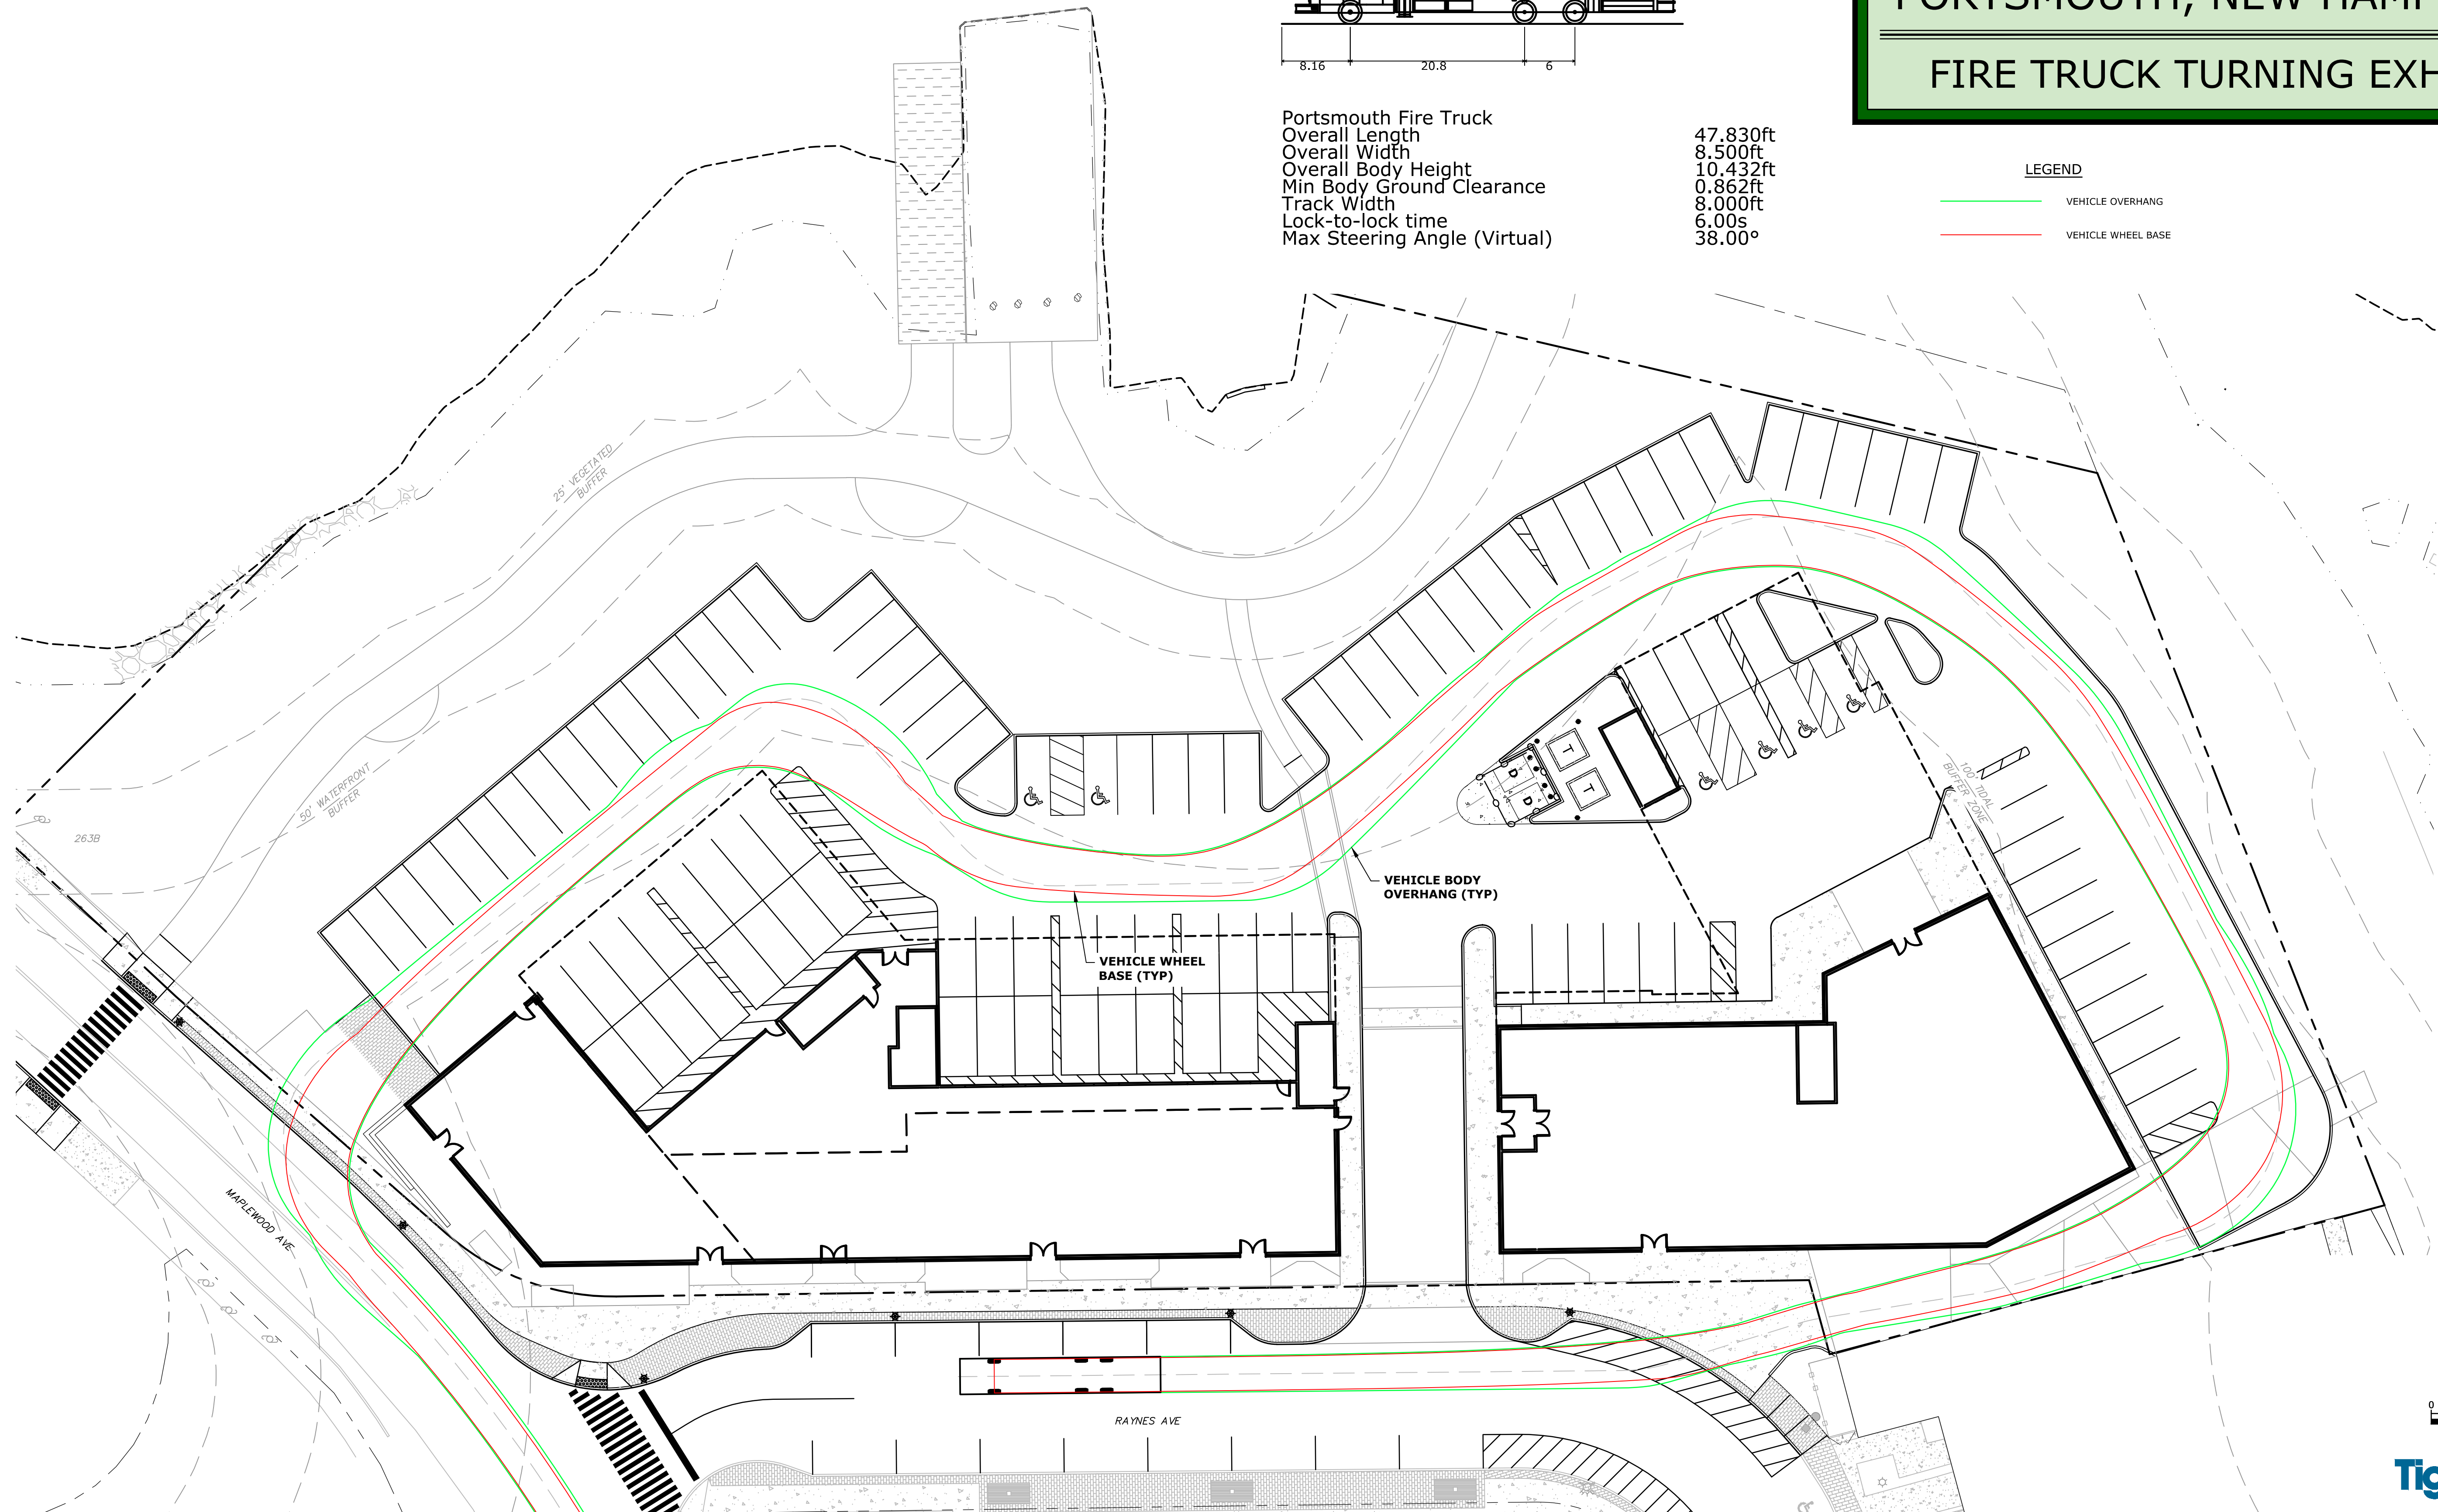 PORTSMOUTH, NEW HAMP
FIRE TRUCK TURNING EXH
8.16
20.8
6
Portsmouth Fire Truck
Overall Length 47.830ft
Overall Width 8.500ft
Overall Body Height 10.432ft
Min Body Ground Clearance 0.862ft
Track Width 8.000ft
Lock-to-lock time 6.00s
Max Steering Angle (Virtual) 38.00°
LEGEND
VEHICLE OVERHANG
VEHICLE WHEEL BASE
25' VEGETATED
BUFFER
50' WATERFRONT
BUFFER
263B
100' TIDAL
BUFFER ZONE
T
T
D
D
VEHICLE BODY
OVERHANG (TYP)
VEHICLE WHEEL
BASE (TYP)
MAPLEWOOD AVE
RAYNES AVE
0
Tig